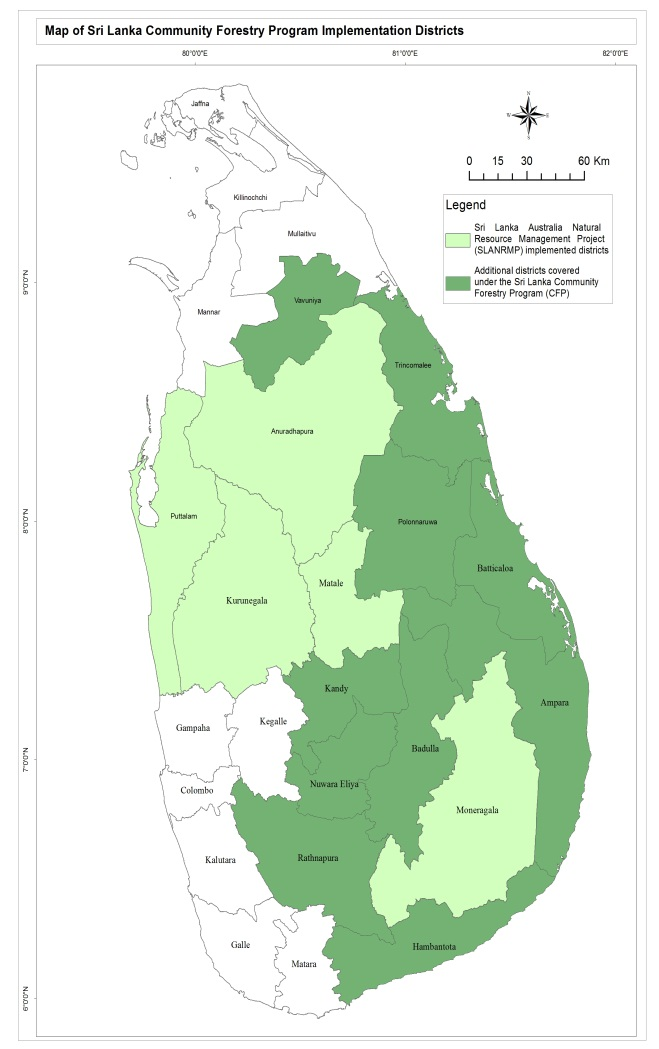 Map of Sri Lanka Community Forestry Program Implementation Districts
80°0'0"E 81°0'0"E 82°0'0"E
N
W E
S
0 15 30 60 Km
Legend
Sri Lanka Australia Natural
Resource Management Project
(SLANRMP) implemented districts
Additional districts covered
under the Sri Lanka Community
Forestry Program (CFP)
Jaffna
Killinochchi
Mullaitivu
9°0'0"N
Vavuniya
Mannar
Trincomalee
Anuradhapura
Puttalam
8°0'0"N
Polonnaruwa
Batticaloa
Matale
Kurunegala
Kandy
Ampara
Kegalle
Gampaha
Badulla
7°0'0"N
Nuwara Eliya
Colombo
Moneragala
Rathnapura
Kalutara
Galle
Hambantota
Matara
6°0'0"N